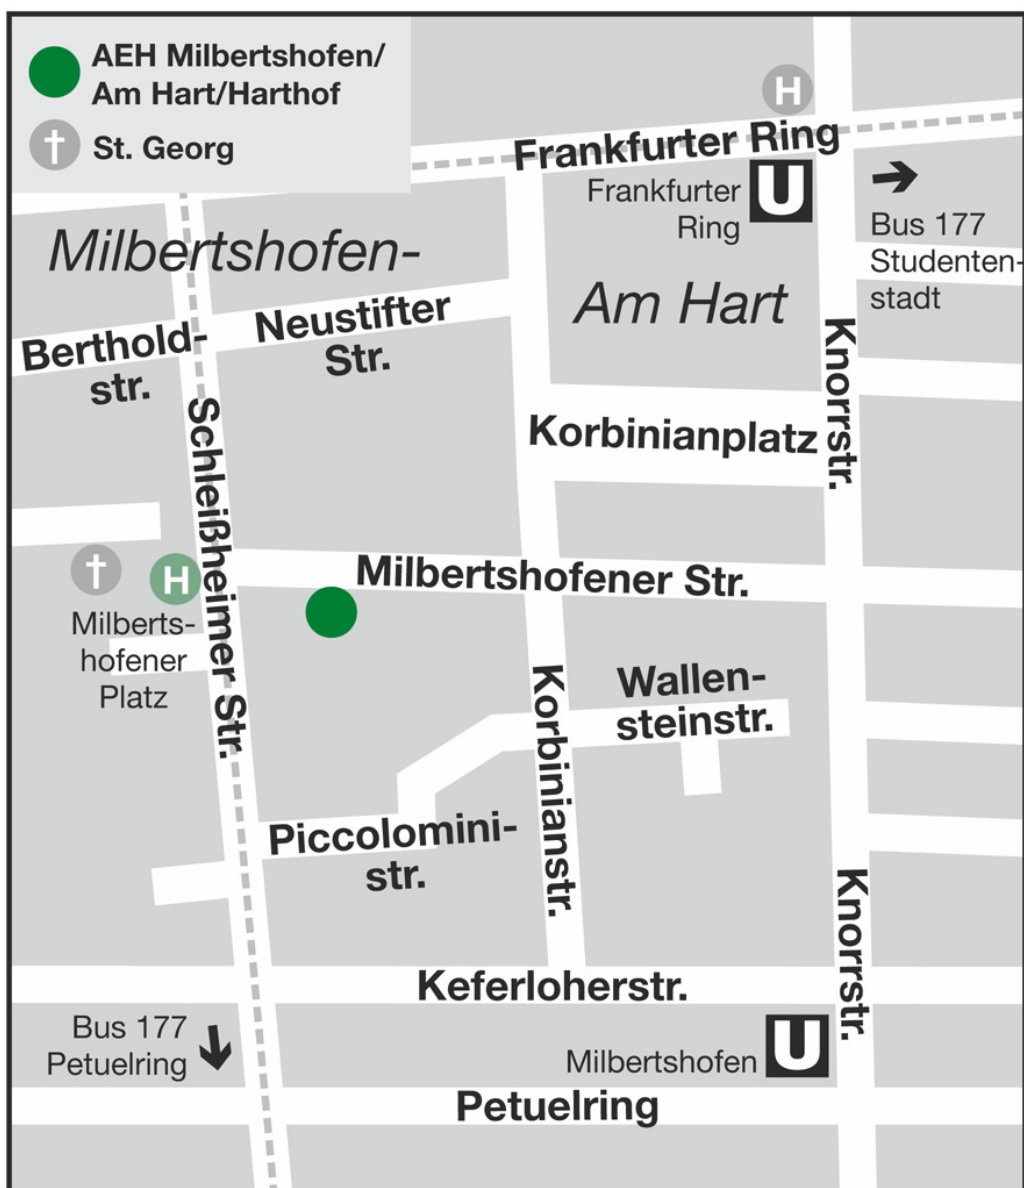 AEH Milbertshofen/
Am Hart/Harthof
† St. Georg
H
Frankfurter Ring
Frankfurter
Ring
U
Bus 177
Studenten-
stadt
Milbertshofen-
Am Hart
Neustifter
Str.
Berthold-
str.
Knorrstr.
Schleißheimer Str.
Korbinianplatz
Milbertshofener Str.
†
H
Milberts-
hofener
Platz
Wallen-
steinstr.
Korbinianstr.
Piccolomini-
str.
Knorrstr.
Keferloherstr.
Bus 177
Petuelring
Milbertshofen
U
Petuelring